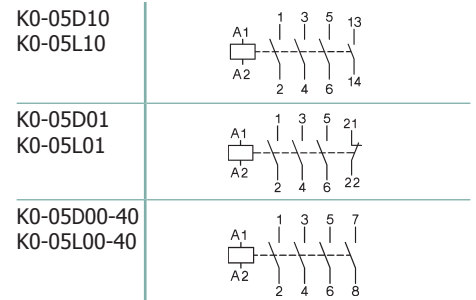 K0-05D10
K0-05L10
1 3 5 13
A1
A2
2 4 6 14
K0-05D01
K0-05L01
1 3 5 21
A1
A2
2 4 6 22
K0-05D00-40
K0-05L00-40
1 3 5 7
A1
A2
2 4 6 8